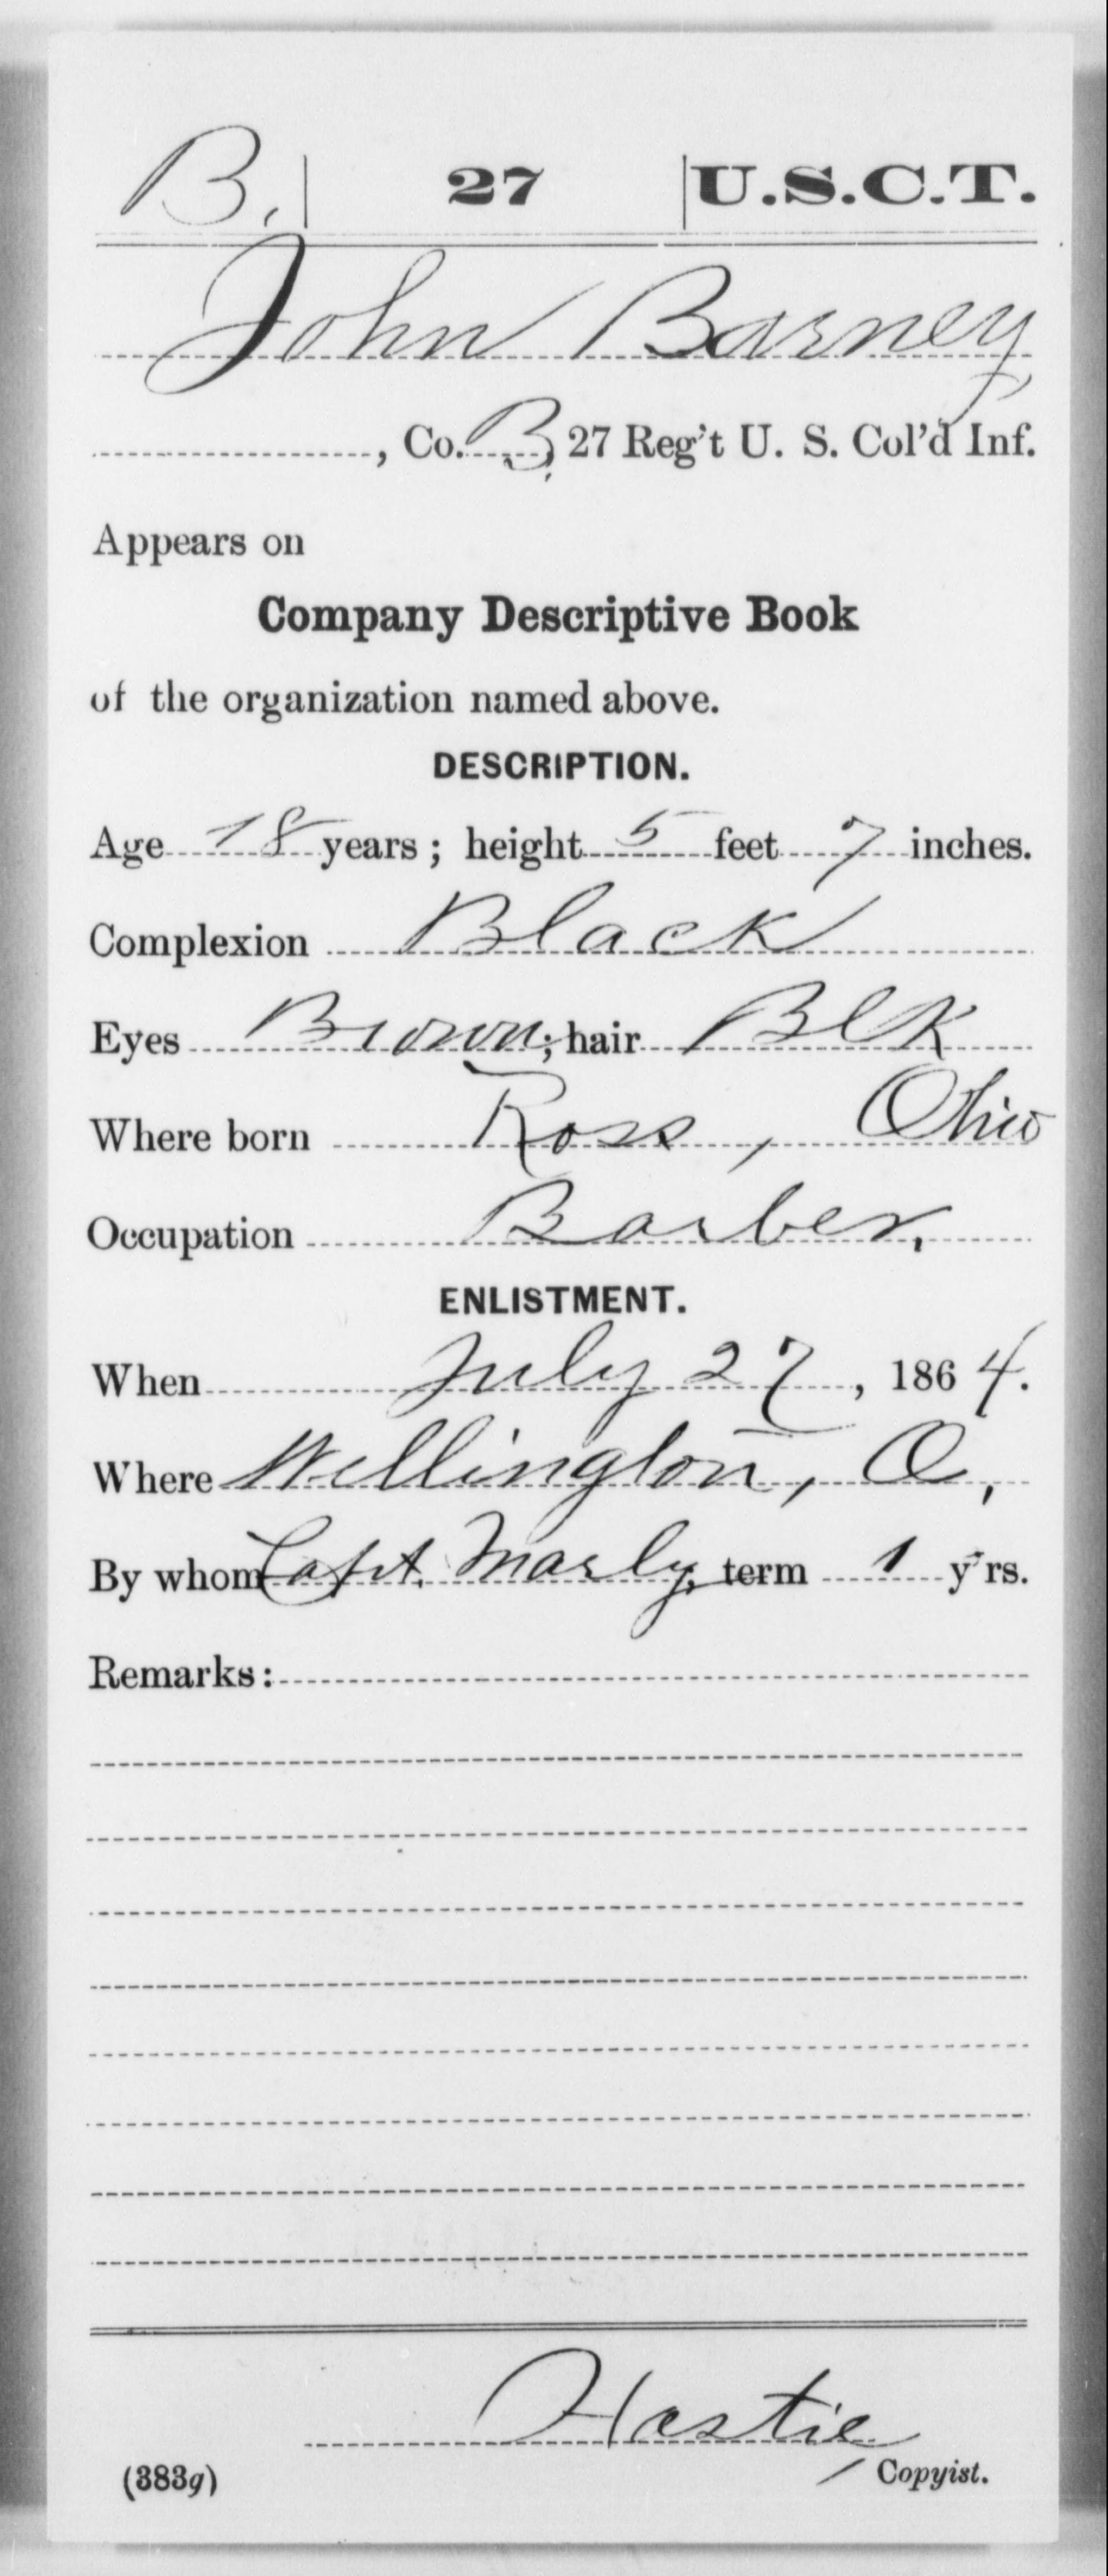 B. | 27 | U.S.C.T.
John Barney
, Co. B, 27 Reg't U. S. Col'd Inf.
Appears on
Company Descriptive Book
of the organization named above.
DESCRIPTION.
Age 18 years; height 5 feet 7 inches.
Complexion Black
Eyes Brown; hair Blk
Where born Ross, Ohio
Occupation Barber,
ENLISTMENT.
When July 27, 1864.
Where Wellington, O,
By whom Capt. Marly, term 1 y'rs.
Remarks:
Hastie
(383g) Copyist.